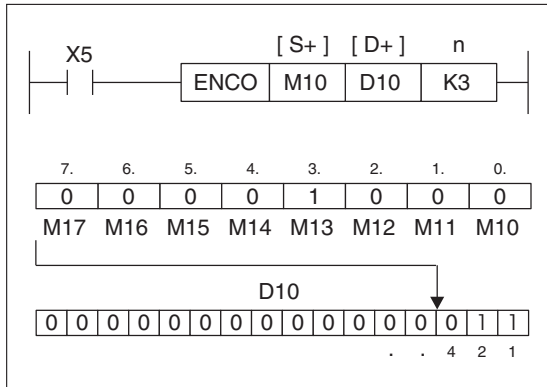 [ S+ ] [ D+ ] n
X5
ENCO M10 D10 K3
7. 6. 5. 4. 3. 2. 1. 0.
0 0 0 0 1 0 0 0
M17 M16 M15 M14 M13 M12 M11 M10
D10
0 0 0 0 0 0 0 0 0 0 0 0 0 0 1 1
. . 4 2 1